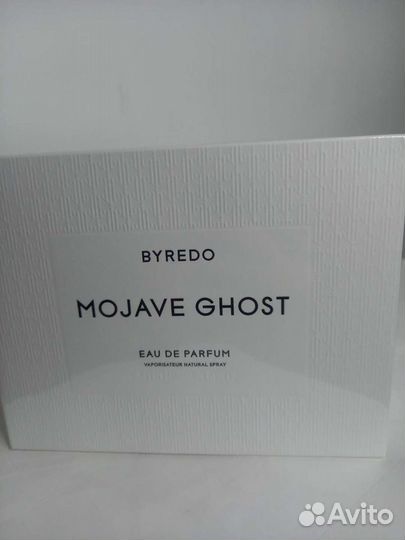 BYREDO
MOJAVE GHOST
EAU DE PARFUM
VAPORISATEUR NATURAL SPRAY
Avito